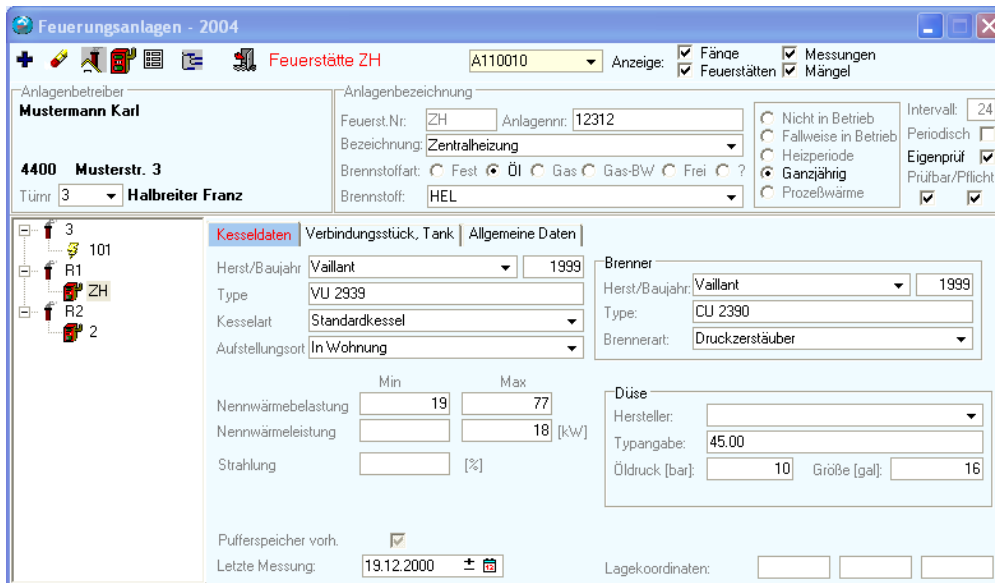 Feuerungsanlagen - 2004
Feuerstätte ZH A110010 Anzeige: Fänge Messungen
Feuerstätten Mängel
Anlagenbetreiber
Mustermann Karl
4400 Musterstr. 3
Türnr 3 Halbreiter Franz
Anlagenbezeichnung
Feuerst.Nr: ZH Anlagennr: 12312
Bezeichnung: Zentralheizung
Brennstoffart: Fest Öl Gas Gas-BW Frei ?
Brennstoff: HEL
Nicht in Betrieb
Fallweise in Betrieb
Heizperiode
Ganzjährig
Prozeßwärme
Intervall: 24
Periodisch
Eigenprüf
Prüfbar/Pflicht
3
101
R1
ZH
R2
2
Kesseldaten Verbindungsstück, Tank Allgemeine Daten
Herst/Baujahr Vaillant 1999
Type VU 2939
Kesselart Standardkessel
Aufstellungsort In Wohnung
Min Max
Nennwärmebelastung 19 77
Nennwärmeleistung 18 [kW]
Strahlung [%]
Pufferspeicher vorh.
Letzte Messung: 19.12.2000
Brenner
Herst/Baujahr: Vaillant 1999
Type: CU 2390
Brennerart: Druckzerstäuber
Düse
Hersteller:
Typangabe: 45.00
Öldruck [bar]: 10 Größe [gal]: 16
Lagekoordinaten: